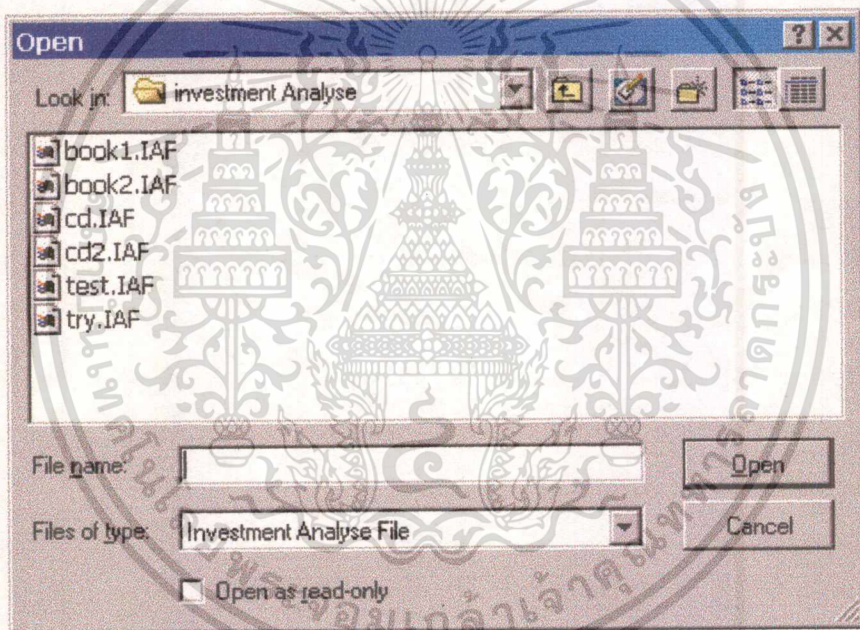 Open
Look in: investment Analyse
book1.IAF
book2.IAF
cd.IAF
cd2.IAF
test.IAF
try.IAF
File name:
Open
Files of type: Investment Analyse File
Cancel
Open as read-only